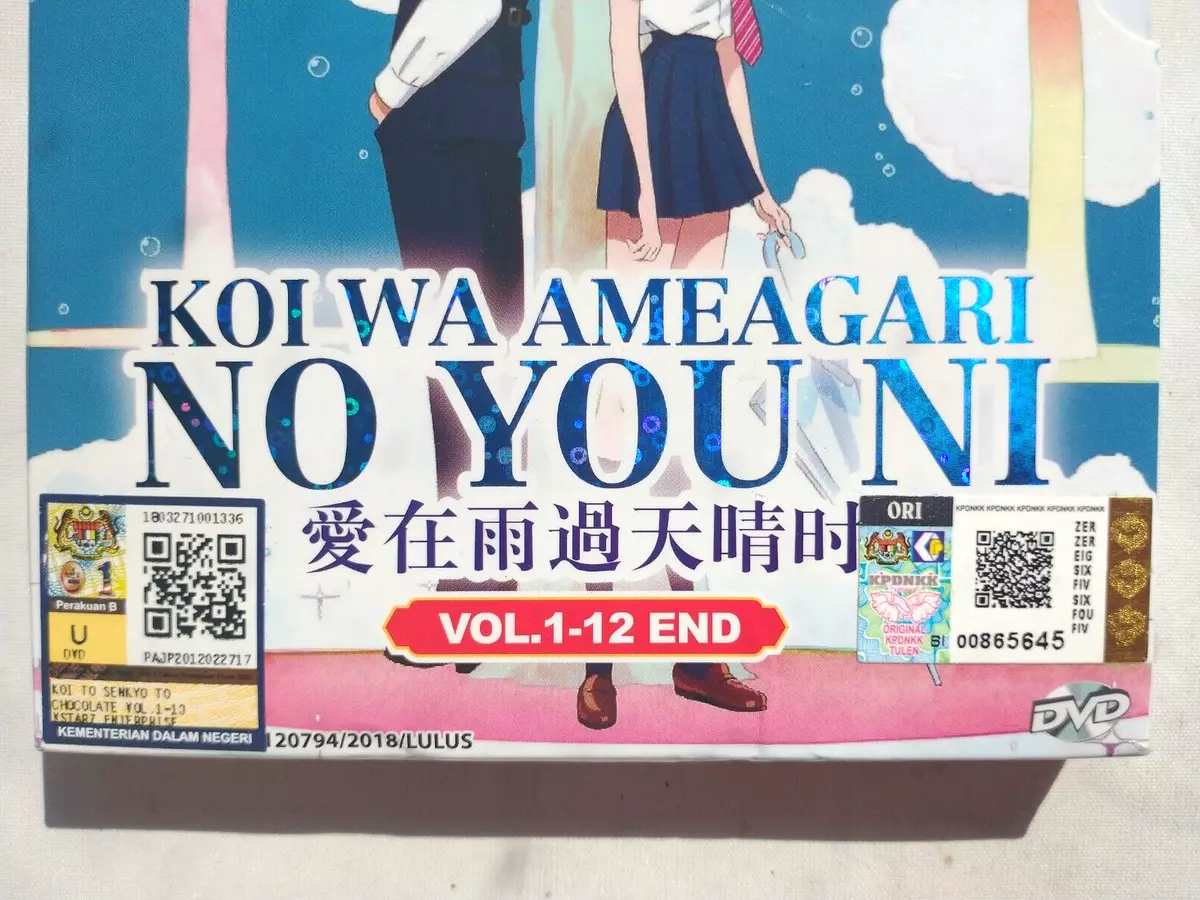 KOI WA AMEAGARI
NO YOU NI
愛在雨過天晴时
VOL.1-12 END
1803271001336
1
Perakuan B
U
DVD
PAJP2012022717
KOI TO SENKYO TO
CHOCOLATE VOL.1-13
XSTARZ ENTERPRISE
KEMENTERIAN DALAM NEGERI
120794/2018/LULUS
ORI
KPDNKK
ORIGINAL
KPDNKK
TULEN
KPDNKK KPDNKK KPDNKK KPDNKK KPDNKK
BI 00865645
ZER
ZER
EIG
SIX
FIV
SIX
FOU
FIV
DVD